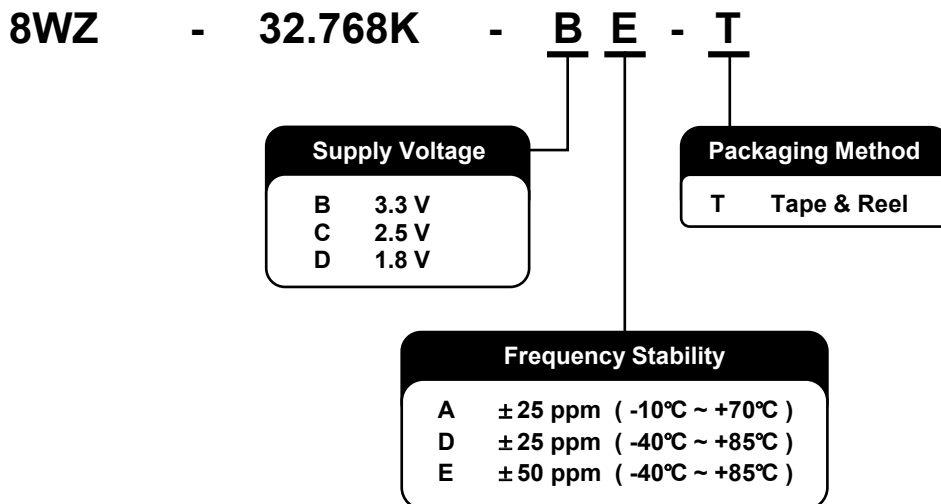 8WZ - 32.768K - B E - T
Supply Voltage
B 3.3 V
C 2.5 V
D 1.8 V
Packaging Method
T Tape & Reel
Frequency Stability
A ±25 ppm ( -10℃ ~ +70℃ )
D ±25 ppm ( -40℃ ~ +85℃ )
E ±50 ppm ( -40℃ ~ +85℃ )